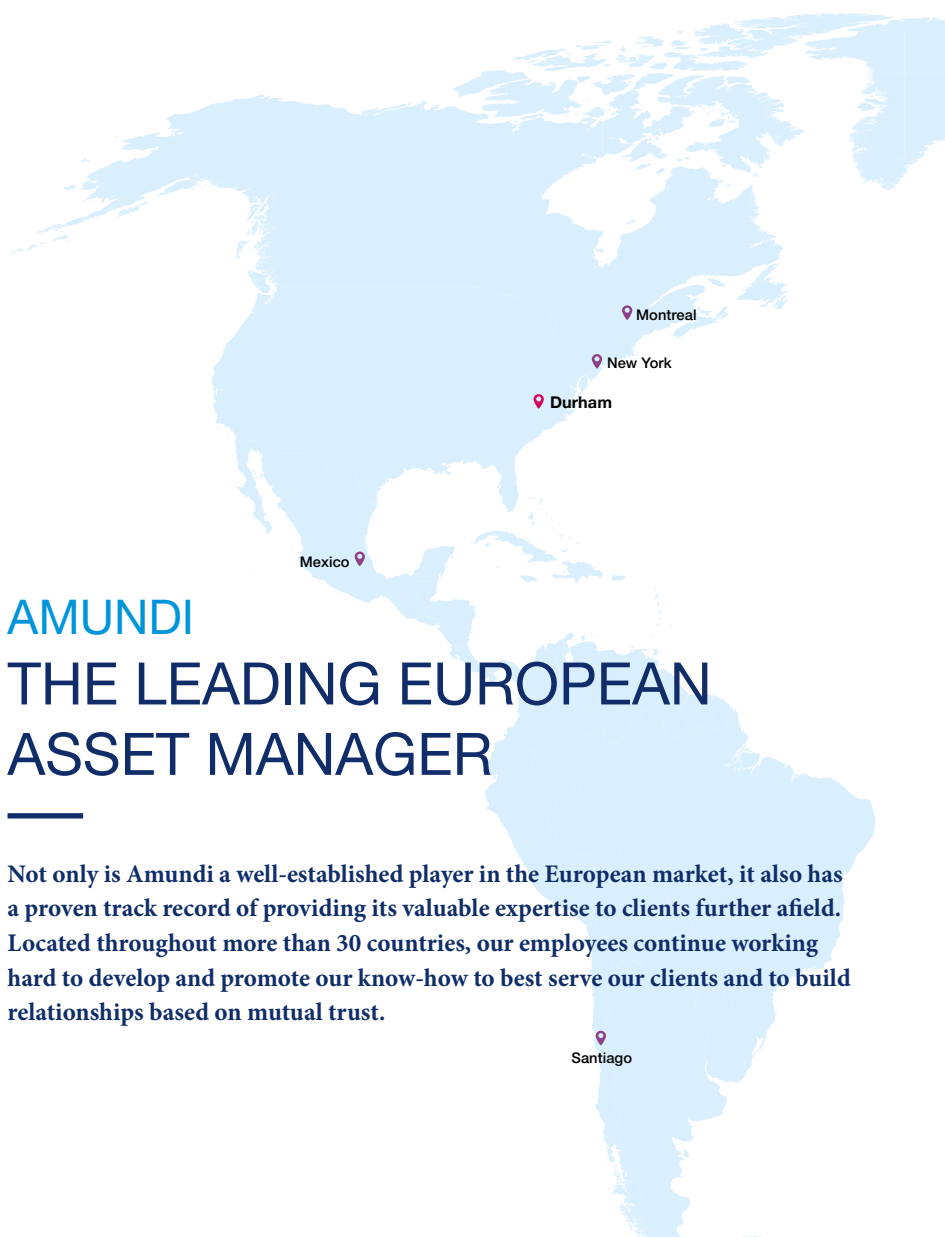 Montreal
New York
Durham
Mexico
AMUNDI
THE LEADING EUROPEAN
ASSET MANAGER
Not only is Amundi a well-established player in the European market, it also has
a proven track record of providing its valuable expertise to clients further afield.
Located throughout more than 30 countries, our employees continue working
hard to develop and promote our know-how to best serve our clients and to build
relationships based on mutual trust.
Santiago